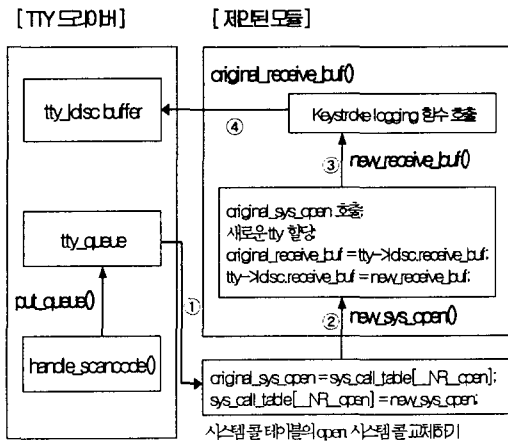 [ TTY 드라이버 ]
[ 제안된 모듈 ]
original_receive_buf()
tty_ldisc buffer
Keystroke logging 함수 호출
④
③
new_receive_buf()
original_sys_open 호출;
새로운 tty 할당;
original_receive_buf = tty->ldisc.receive_buf;
tty->ldisc.receive_buf = new_receive_buf;
tty_queue
put_queue()
①
②
new_sys_open()
handle_scancode()
original_sys_open = sys_call_table[__NR_open];
sys_call_table[__NR_open] = new_sys_open;
시스템 콜 테이블의 open 시스템 콜 교체하기